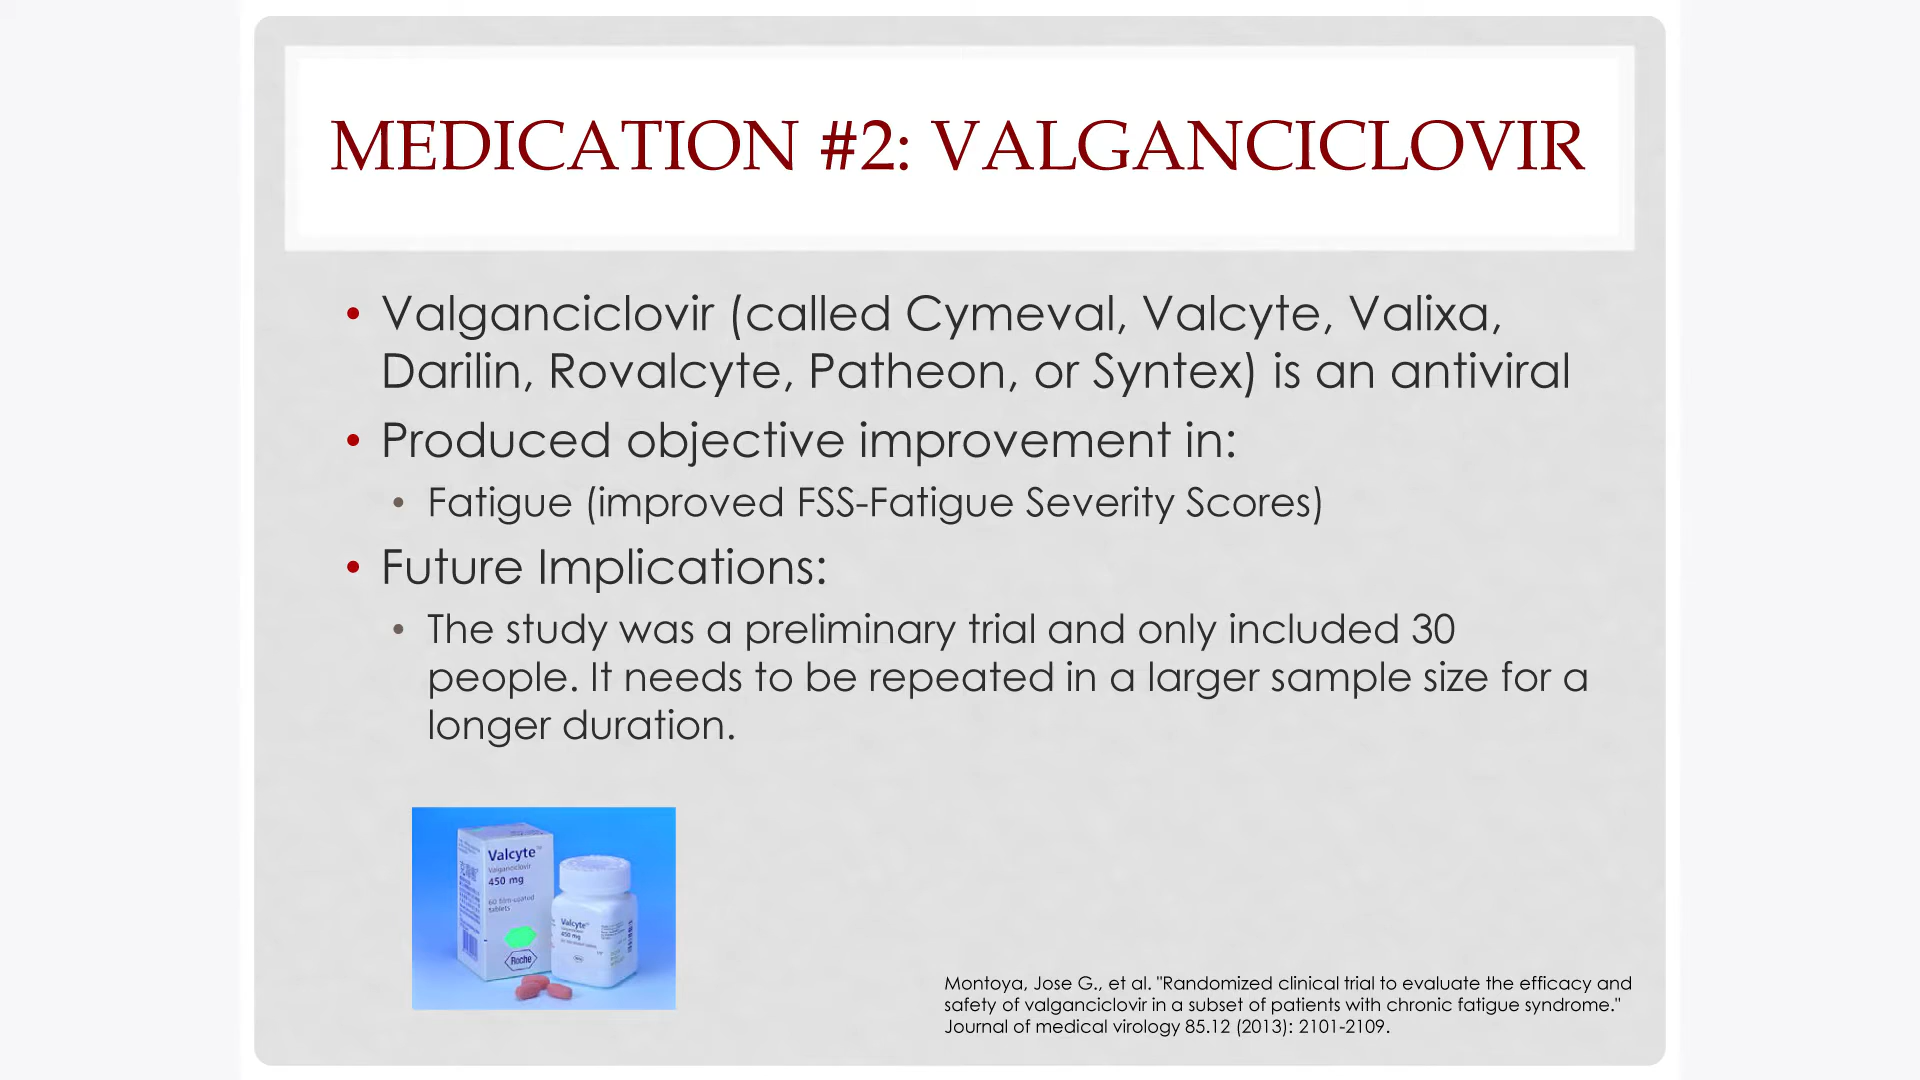 MEDICATION #2: VALGANCICLOVIR
• Valganciclovir (called Cymeval, Valcyte, Valixa,
Darilin, Rovalcyte, Patheon, or Syntex) is an antiviral
• Produced objective improvement in:
• Fatigue (improved FSS-Fatigue Severity Scores)
• Future Implications:
• The study was a preliminary trial and only included 30
people. It needs to be repeated in a larger sample size for a
longer duration.
Valcyte
Valganciclovir
450 mg
60 film-coated
tablets
Roche
Valcyte
450 mg
Montoya, Jose G., et al. "Randomized clinical trial to evaluate the efficacy and
safety of valganciclovir in a subset of patients with chronic fatigue syndrome."
Journal of medical virology 85.12 (2013): 2101-2109.